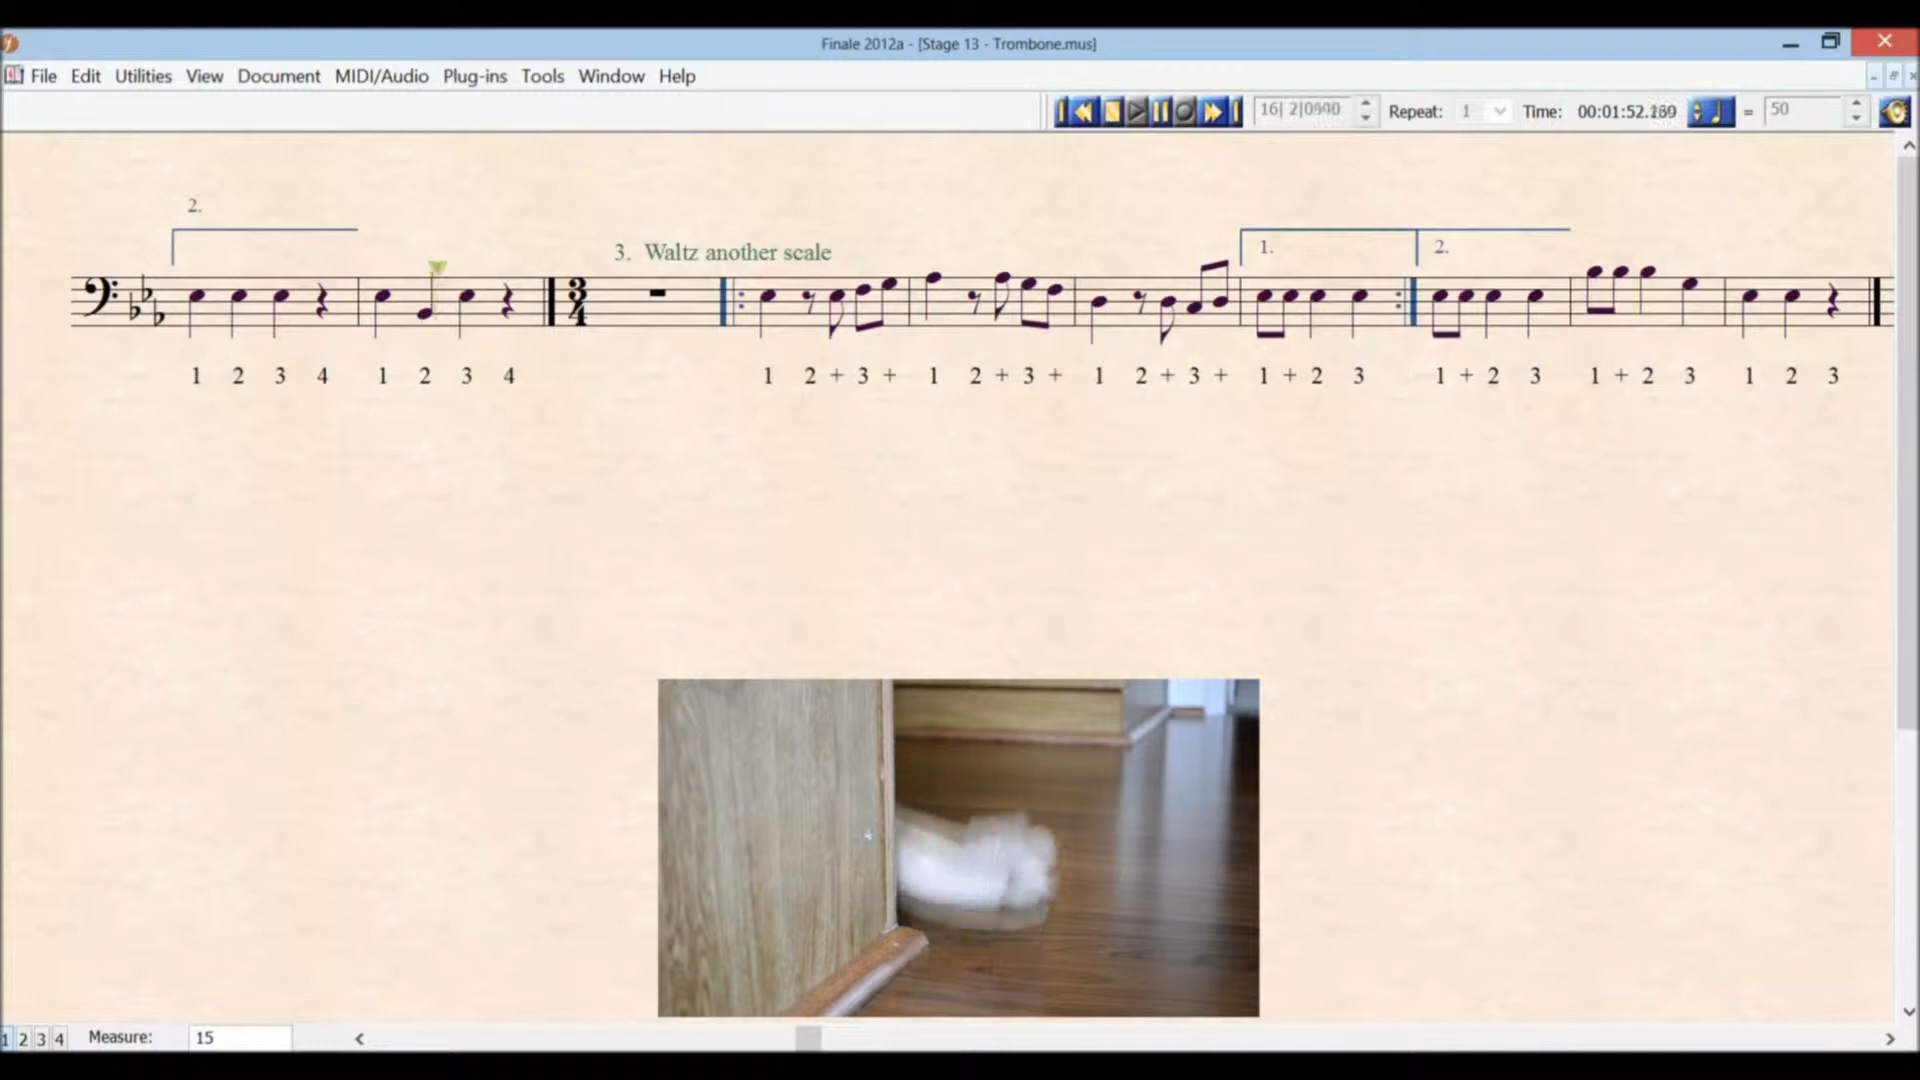 Finale 2012a - [Stage 13 - Trombone.mus]
File Edit Utilities View Document MIDI/Audio Plug-ins Tools Window Help
Repeat: 1 Time: = 50
2.
3. Waltz another scale
1. 2.
3
4
1 2 3 4 1 2 3 4 1 2 + 3 + 1 2 + 3 + 1 2 + 3 + 1 + 2 3 1 + 2 3 1 + 2 3 1 2 3
1 2 3 4 Measure: 15